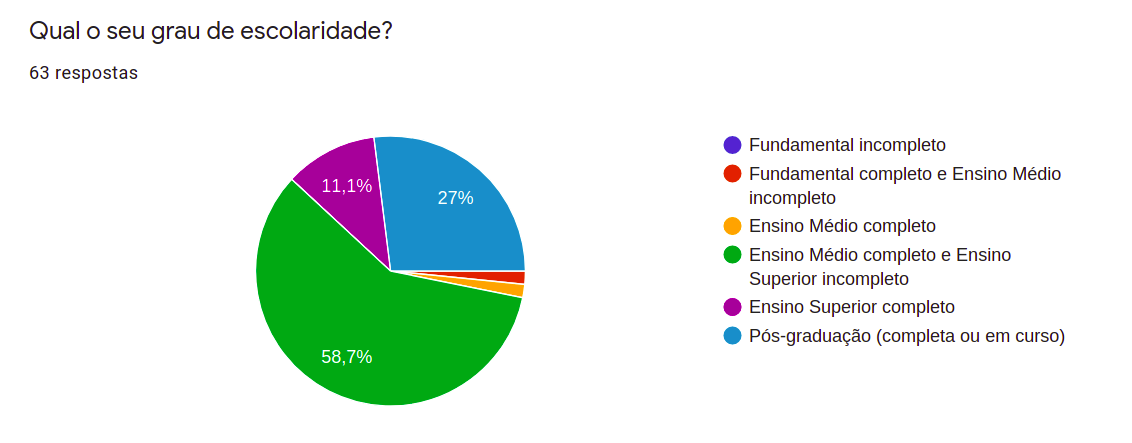 Qual o seu grau de escolaridade?
63 respostas
11,1%
27%
58,7%
Fundamental incompleto
Fundamental completo e Ensino Médio
incompleto
Ensino Médio completo
Ensino Médio completo e Ensino
Superior incompleto
Ensino Superior completo
Pós-graduação (completa ou em curso)